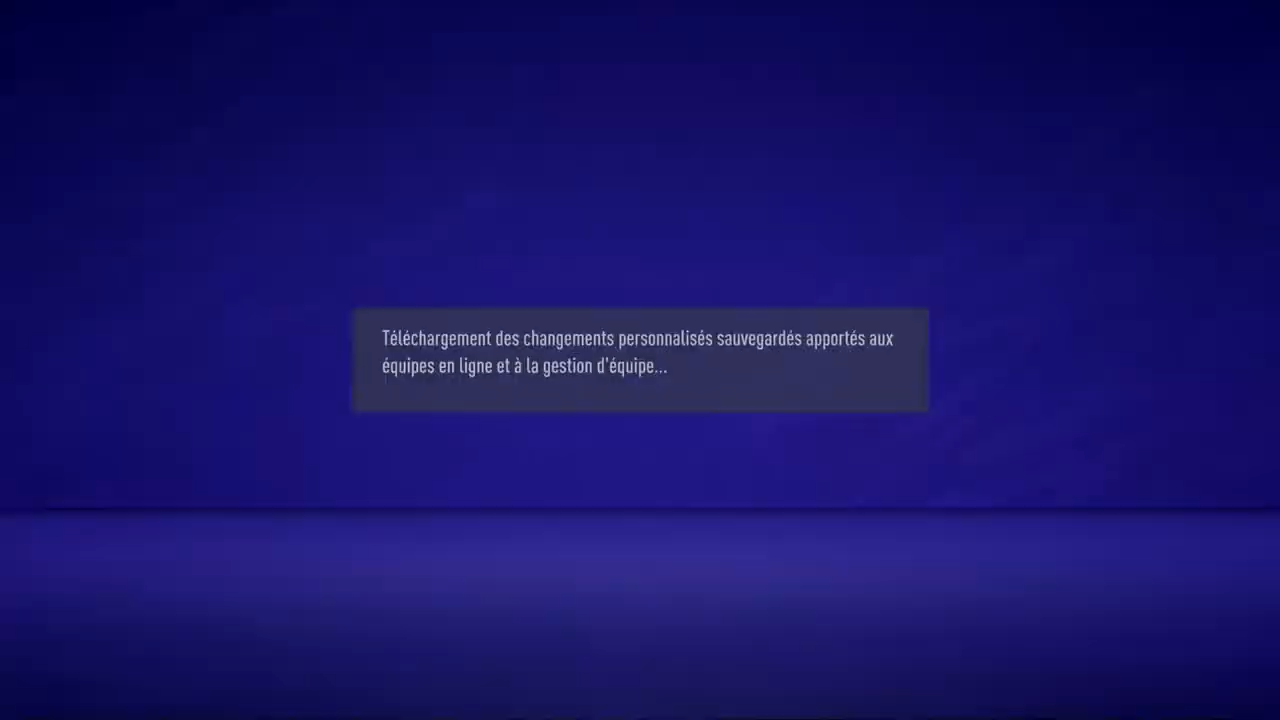 Téléchargement des changements personnalisés sauvegardés apportés aux
équipes en ligne et à la gestion d'équipe...